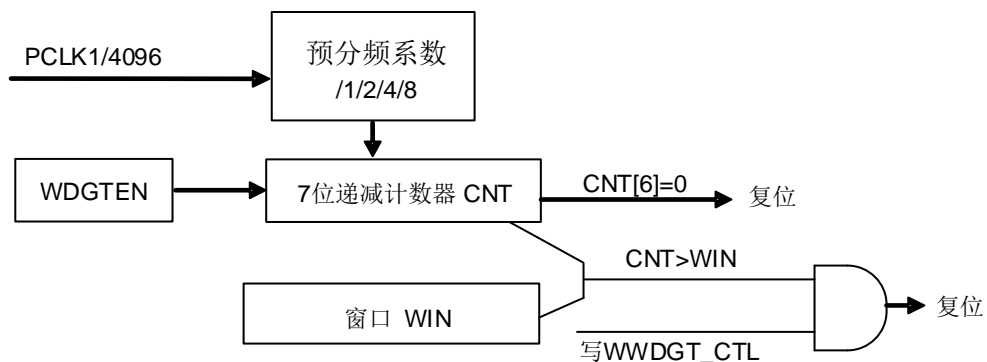 PCLK1/4096
预分频系数
/1/2/4/8
WDGTEN
7位递减计数器 CNT
CNT[6]=0
复位
CNT>WIN
窗口 WIN
复位
写WWDGT_CTL